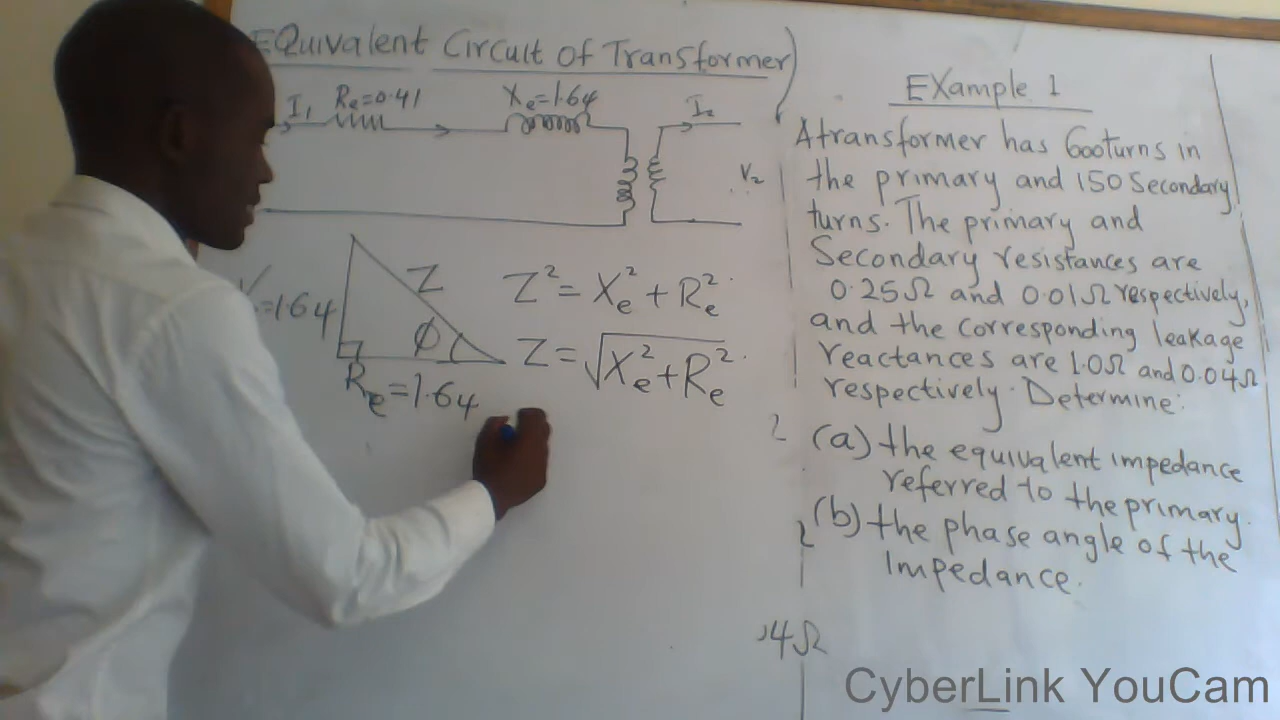 EQuivalent Circuit of Transformer
I₁ Re=0.41 Xe=1.64 I₂
V₂
=1.64 Z
ϕ
Re=1.64
Z² = Xe² + Re²
Z = √Xe² + Re²
EXample 1
A transformer has 600turns in
the primary and 150 Secondary
turns. The primary and
Secondary resistances are
0.25Ω and 0.01Ω respectively,
and the corresponding leakage
reactances are 1.0Ω and 0.04Ω
respectively. Determine:
(a) the equivalent impedance
referred to the primary.
(b) the phase angle of the
Impedance.
4Ω
CyberLink YouCam